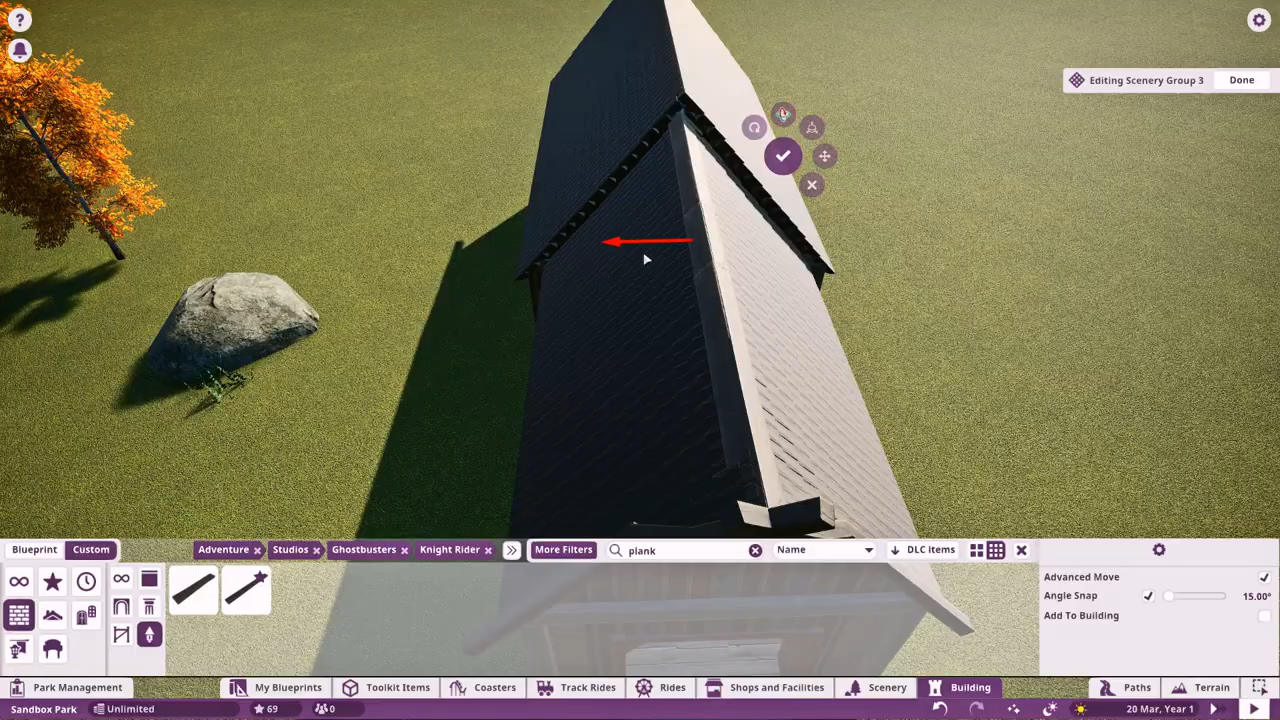 ?
Editing Scenery Group 3 Done
Blueprint Custom Adventure × Studios × Ghostbusters × Knight Rider × More Filters plank Name DLC items
Advanced Move
Angle Snap 15.00°
Add To Building
Park Management My Blueprints Toolkit Items Coasters Track Rides Rides Shops and Facilities Scenery Building Paths Terrain
Sandbox Park Unlimited 69 0 20 Mar, Year 1